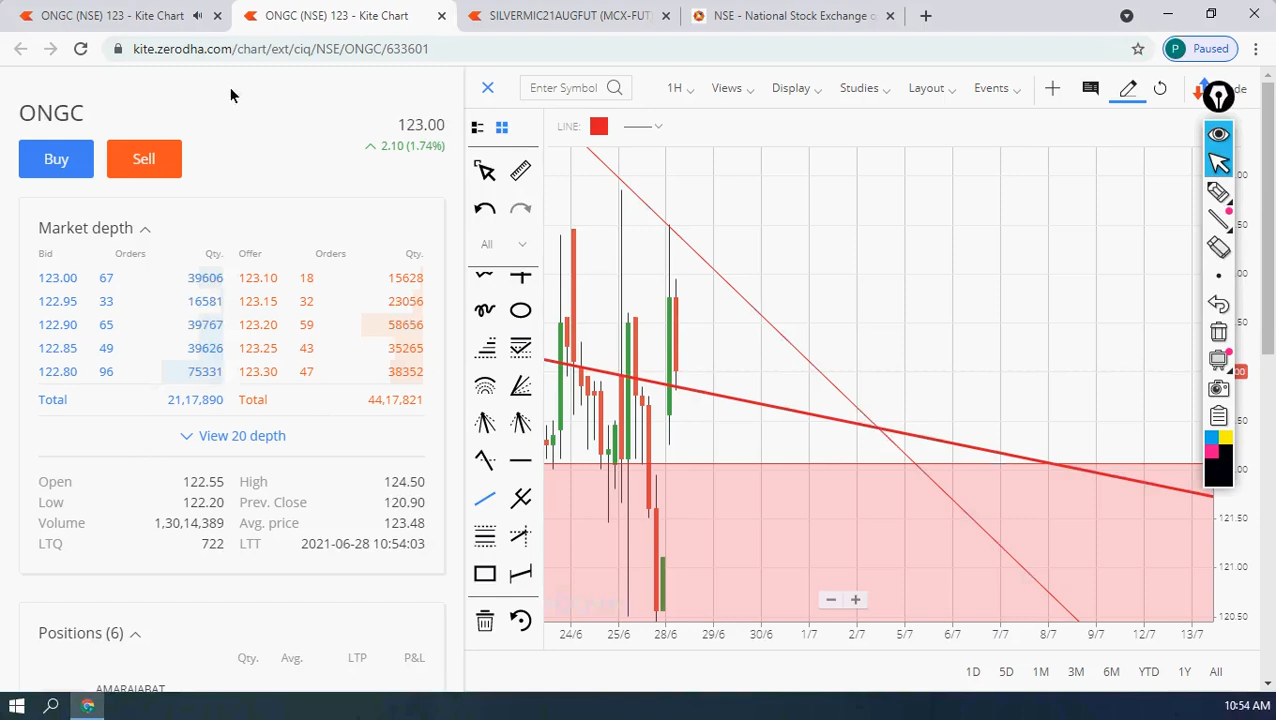 ONGC (NSE) 123 - Kite Chart
ONGC (NSE) 123 - Kite Chart
SILVERMIC21AUGFUT (MCX-FUT
NSE - National Stock Exchange o
kite.zerodha.com/chart/ext/ciq/NSE/ONGC/633601
P Paused
ONGC
123.00
2.10 (1.74%)
Buy
Sell
Market depth
Bid Orders Qty. Offer Orders Qty.
123.00 67 39606 123.10 18 15628
122.95 33 16581 123.15 32 23056
122.90 65 39767 123.20 59 58656
122.85 49 39626 123.25 43 35265
122.80 96 75331 123.30 47 38352
Total 21,17,890 Total 44,17,821
View 20 depth
Open 122.55 High 124.50
Low 122.20 Prev. Close 120.90
Volume 1,30,14,389 Avg. price 123.48
LTQ 722 LTT 2021-06-28 10:54:03
Positions (6)
Qty. Avg. LTP P&L
AMARAJABAT
Enter Symbol
1H
Views
Display
Studies
Layout
Events
de
LINE:
All
.00
.50
.00
.50
.00
.50
.00
121.50
121.00
120.50
24/6 25/6 28/6 29/6 30/6 1/7 2/7 5/7 6/7 7/7 8/7 9/7 12/7 13/7
1D 5D 1M 3M 6M YTD 1Y All
10:54 AM